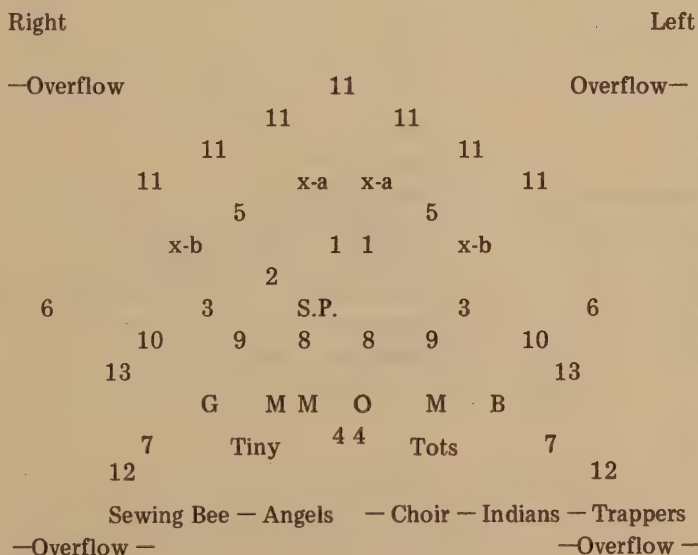 Right Left
—Overflow 11 Overflow—
11 11
11 11
11 x-a x-a 11
5 5
x-b 1 1 x-b
2
6 3 S.P. 3 6
10 9 8 8 9 10
13 13
G M M O M B
7 Tiny 4 4 Tots 7
12 12
Sewing Bee — Angels — Choir — Indians — Trappers
—Overflow — —Overflow —